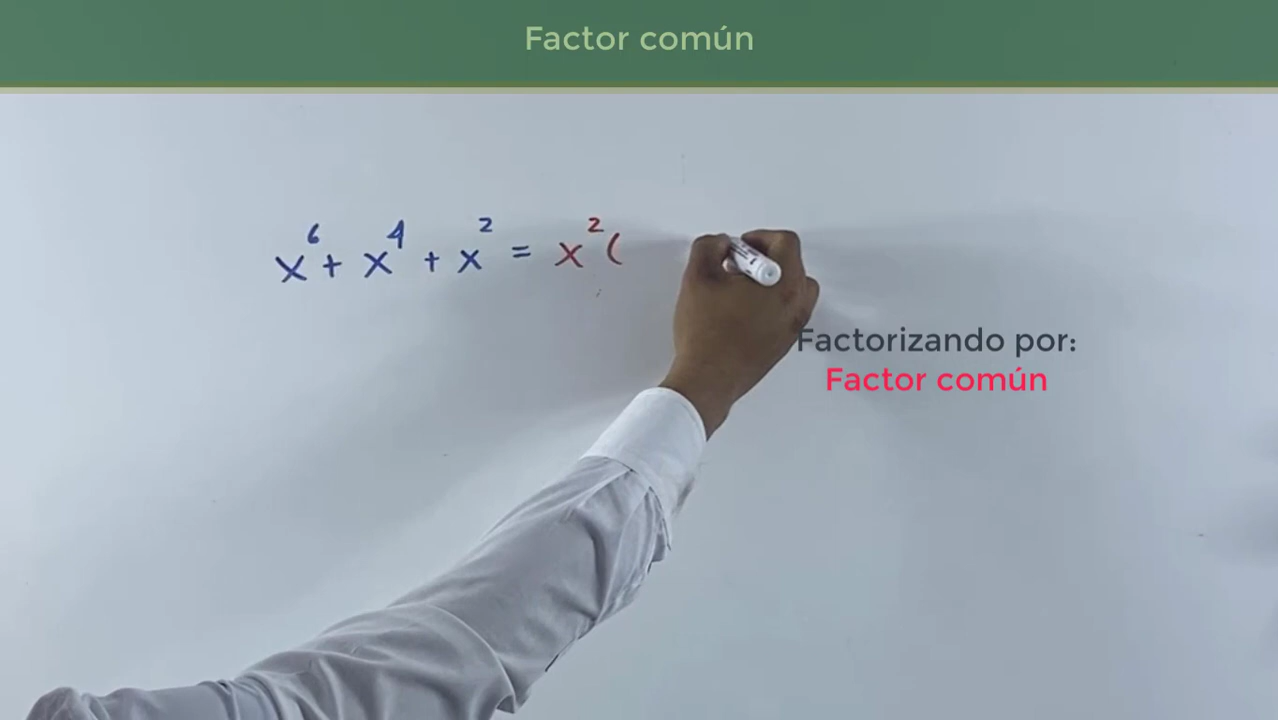 Factor común
x⁶ + x⁴ + x² = x² (
Factorizando por:
Factor común